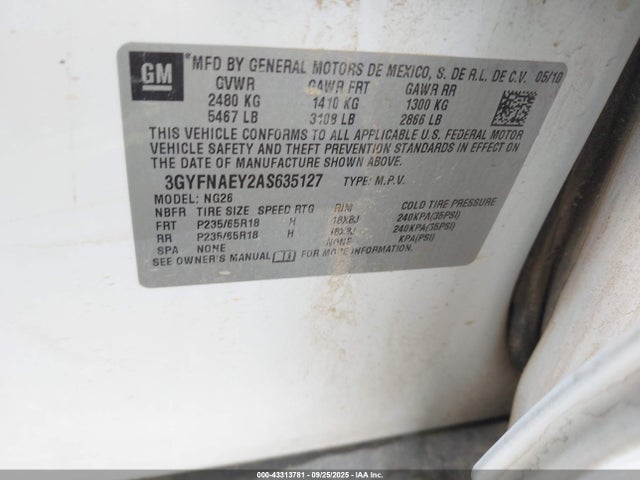 GM
*MFD BY GENERAL MOTORS DE MEXICO, S. DE R.L. DE C.V. 05/10
GVWR GAWR FRT GAWR RR
2480 KG 1410 KG 1300 KG
5467 LB 3109 LB 2866 LB
THIS VEHICLE CONFORMS TO ALL APPLICABLE U.S. FEDERAL MOTOR
VEHICLE SAFETY AND THEFT PREVENTION STANDARDS IN EFFECT ON THE
DATE OF MANUFACTURE SHOWN ABOVE.
3GYFNAEY2AS635127 TYPE: M.P.V.
MODEL: NG26
NBFR TIRE SIZE SPEED RTG RIM COLD TIRE PRESSURE
FRT P235/65R18 H 18X8J 240KPA(35PSI)
RR P235/65R18 H 18X8J 240KPA(35PSI)
SPA NONE NONE KPA(PSI)
SEE OWNER'S MANUAL FOR MORE INFORMATION.
000-43313781 - 09/25/2025 - IAA Inc.